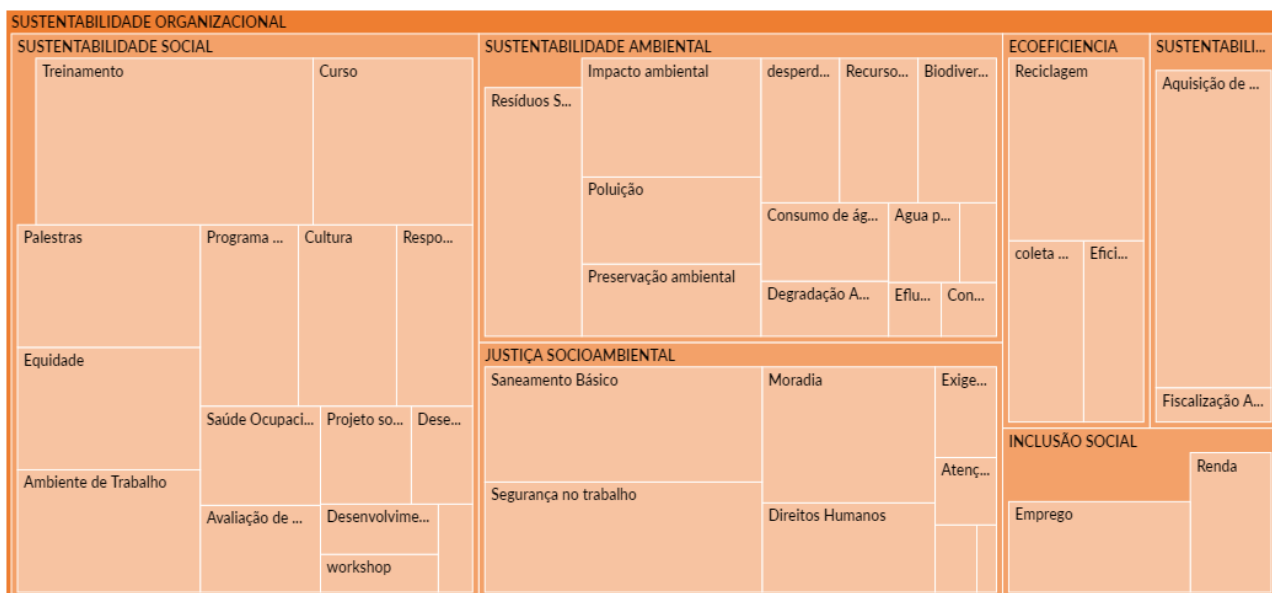 SUSTENTABILIDADE ORGANIZACIONAL
SUSTENTABILIDADE SOCIAL
Treinamento
Curso
Palestras
Programa ...
Cultura
Respo...
Equidade
Saúde Ocupaci...
Projeto so...
Dese...
Ambiente de Trabalho
Avaliação de ...
Desenvolvime...
workshop
SUSTENTABILIDADE AMBIENTAL
Resíduos S...
Impacto ambiental
desperd...
Recurso...
Biodiver...
Poluição
Consumo de ág...
Agua p...
Preservação ambiental
Degradação A...
Eflu...
Con...
JUSTIÇA SOCIOAMBIENTAL
Saneamento Básico
Moradia
Exige...
Atenç...
Segurança no trabalho
Direitos Humanos
ECOEFICIENCIA
Reciclagem
coleta ...
Efici...
SUSTENTABILI...
Aquisição de ...
Fiscalização A...
INCLUSÃO SOCIAL
Emprego
Renda